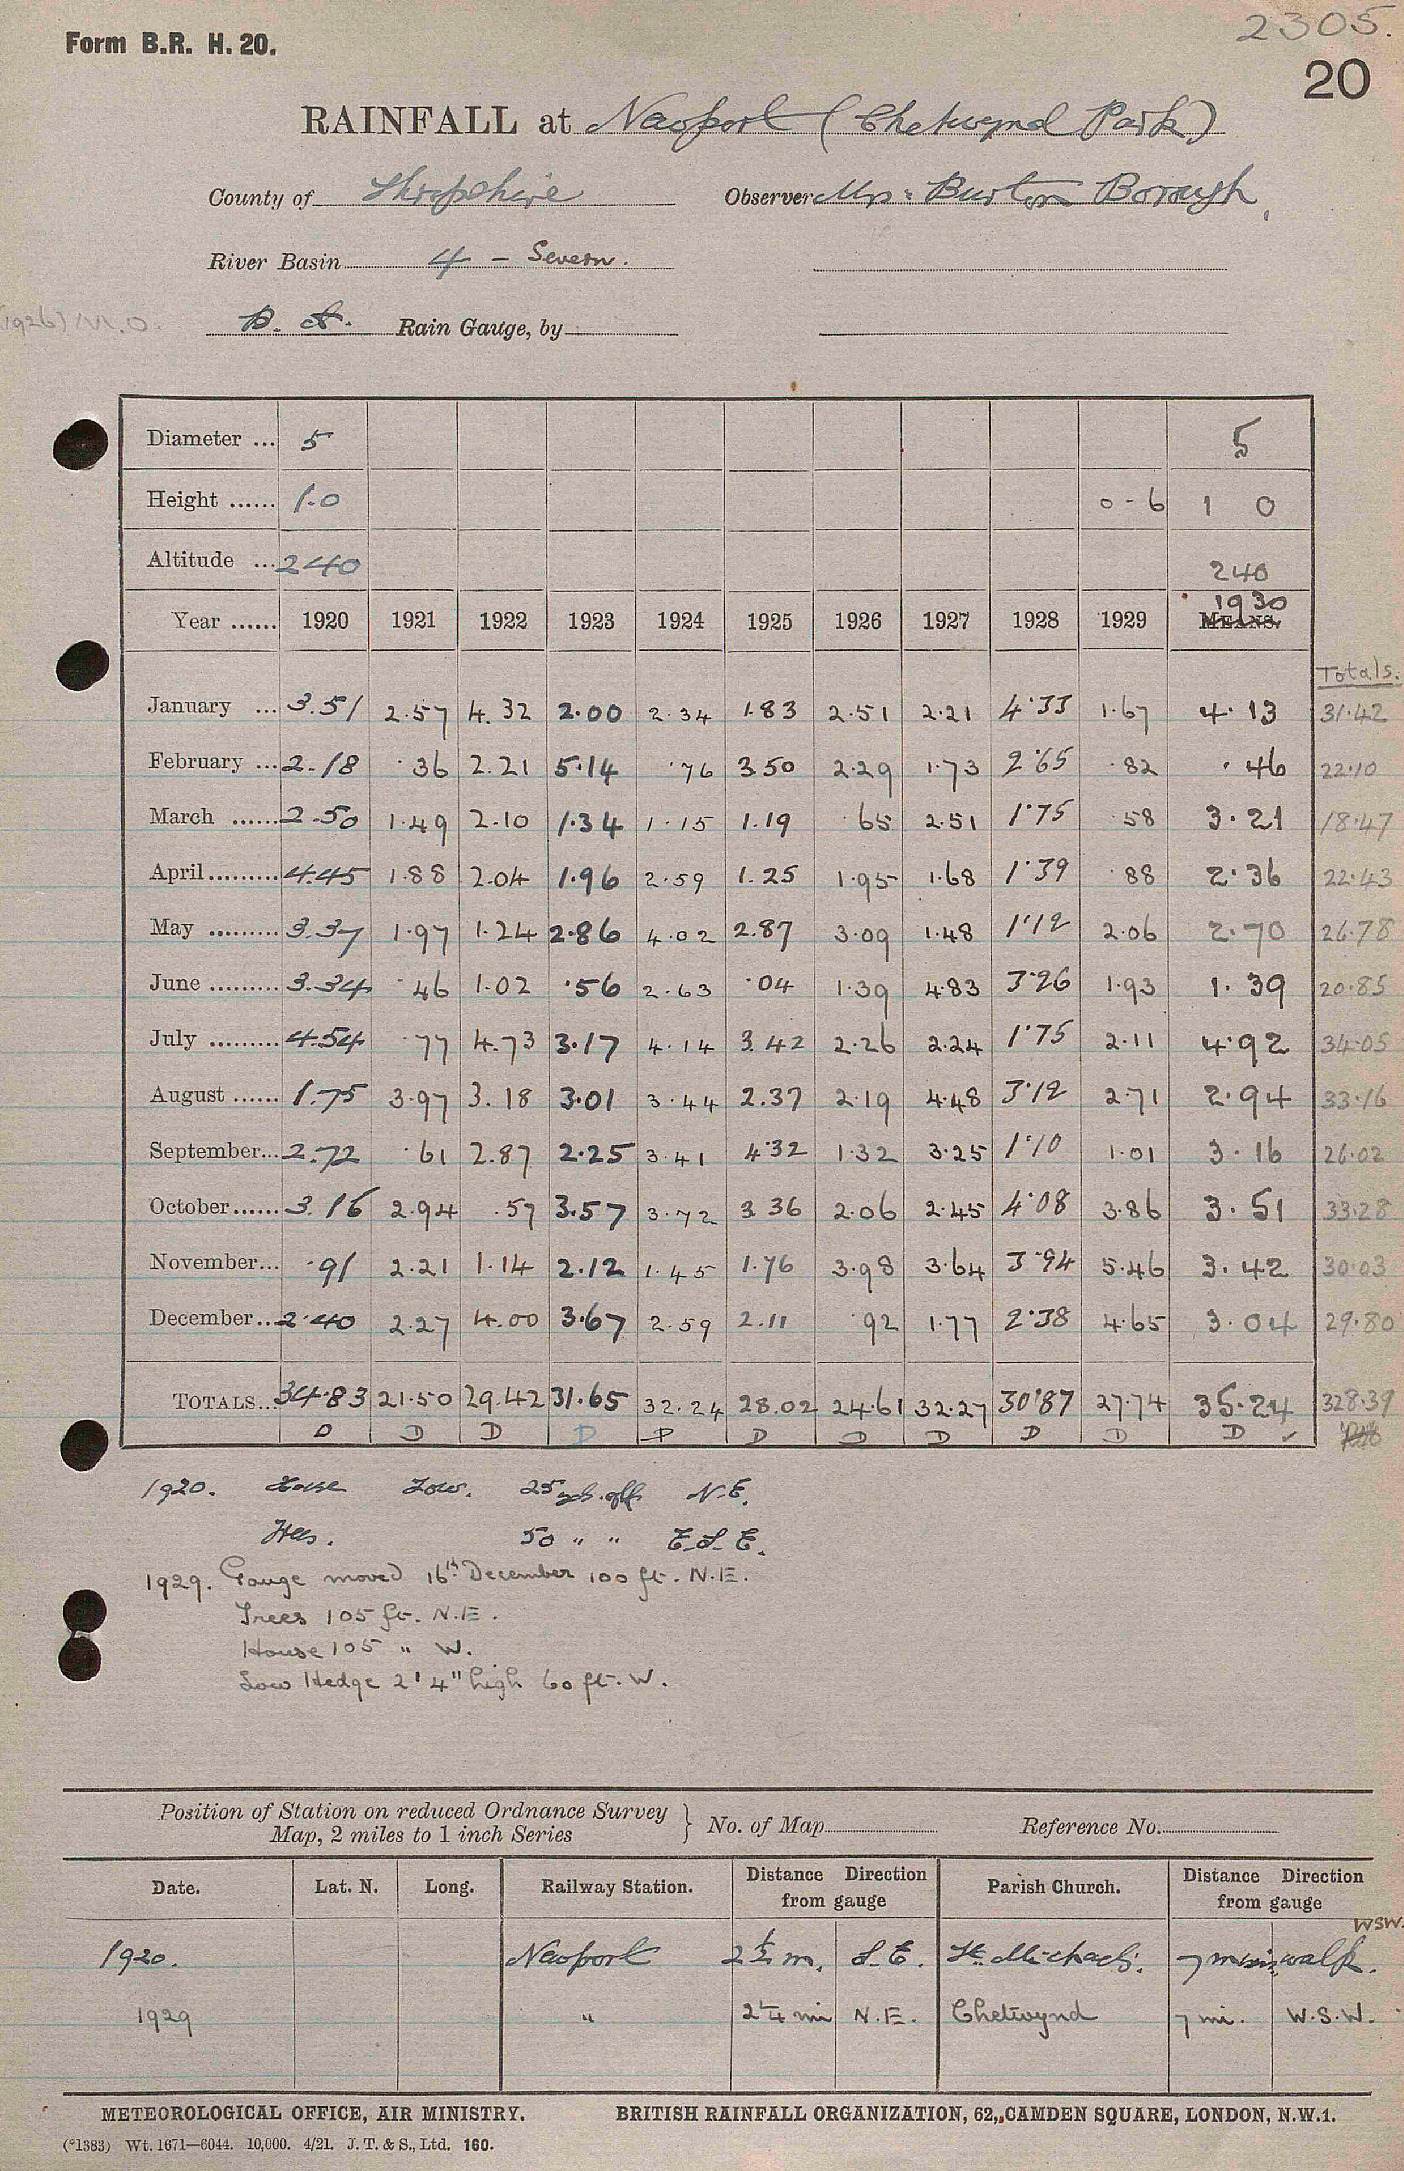 2305.
Form B.R. H. 20.
20
RAINFALL at Newport (Chetwynd Park)
County of Shropshire Observer Mrs: Burton Borough,
River Basin 4 - Severn.
(1926) M.O. Rain Gauge, by
Diameter ... 5 5
Height ...... 1.0 0-6 1 0
Altitude ... 240 240
Year ...... 1920 1921 1922 1923 1924 1925 1926 1927 1928 1929 1930 MEANS.
Totals.
January ... 3.51 2.57 4.32 2.00 2.34 1.83 2.51 2.21 4.33 1.67 4.13 31.42
February ... 2.18 .36 2.21 5.14 .76 3.50 2.29 1.73 2.65 .82 .46 22.10
March ...... 2.50 1.49 2.10 1.34 1.15 1.19 .65 2.51 1.75 .58 3.21 18.47
April ......... 4.45 1.88 2.04 1.96 2.59 1.25 1.95 1.68 1.39 .88 2.36 22.43
May ......... 3.37 1.97 1.24 2.86 4.02 2.87 3.09 1.48 1.12 2.06 2.70 26.78
June ......... 3.34 .46 1.02 .56 2.63 .04 1.39 4.83 3.26 1.93 1.39 20.85
July ......... 4.54 .77 4.73 3.17 4.14 3.42 2.26 2.24 1.75 2.11 4.92 34.05
August ...... 1.75 3.97 3.18 3.01 3.44 2.37 2.19 4.48 3.12 2.71 2.94 33.16
September... 2.72 .61 2.87 2.25 3.41 4.32 1.32 3.25 1.10 1.01 3.16 26.02
October...... 3.16 2.94 .57 3.57 3.72 3.36 2.06 2.45 4.08 3.86 3.51 33.28
November... .91 2.21 1.14 2.12 1.45 1.76 3.98 3.64 3.94 5.46 3.42 30.03
December... 2.40 2.27 4.00 3.67 2.59 2.11 .92 1.77 2.38 4.65 3.04 29.80
TOTALS... 34.83 21.50 29.42 31.65 32.24 28.02 24.61 32.27 30.87 27.74 35.24 328.39
D D D D D D D D D D D ✓
1920. House Low. 25 yds. off N.E.
50 " " E.S.E.
1929. Gauge moved 16th December 100 ft. N.E.
Trees 105 ft. N.E.
House 105 " W.
Low Hedge 2' 4" high 60 ft. W.
Position of Station on reduced Ordnance Survey Map, 2 miles to 1 inch Series } No. of Map Reference No.
Date. Lat. N. Long. Railway Station. Distance Direction from gauge Parish Church. Distance Direction from gauge
WSW.
1920. Newport 2½ m. S.E. St. Michaels. 7 mins walk.
1929 " 2¼ mi N.E. Chetwynd 7 mi. W.S.W.
METEOROLOGICAL OFFICE, AIR MINISTRY. BRITISH RAINFALL ORGANIZATION, 62, CAMDEN SQUARE, LONDON, N.W.1.
(*1383) Wt. 1671—6044. 10,000. 4/21. J. T. & S., Ltd. 160.